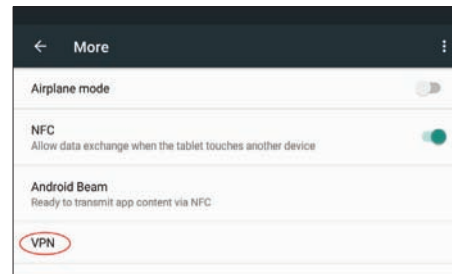 More
Airplane mode
NFC
Allow data exchange when the tablet touches another device
Android Beam
Ready to transmit app content via NFC
VPN